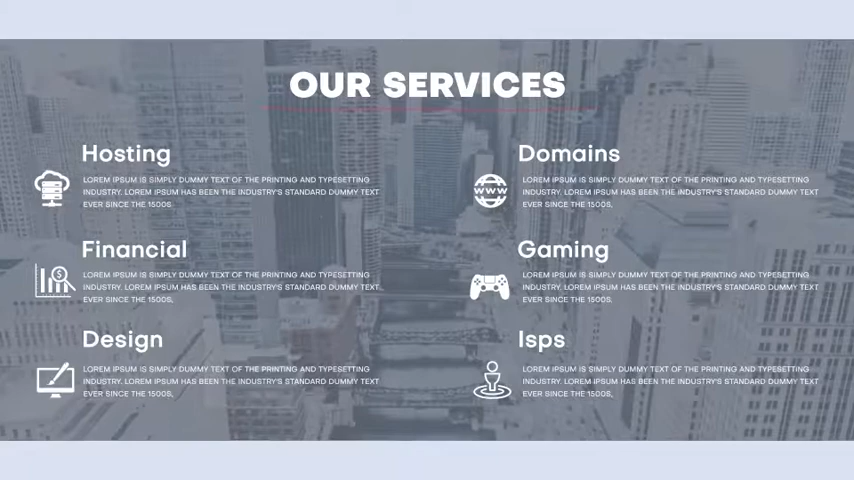 OUR SERVICES
Hosting
LOREM IPSUM IS SIMPLY DUMMY TEXT OF THE PRINTING AND TYPESETTING
INDUSTRY. LOREM IPSUM HAS BEEN THE INDUSTRY'S STANDARD DUMMY TEXT
EVER SINCE THE 1500S.
Financial
LOREM IPSUM IS SIMPLY DUMMY TEXT OF THE PRINTING AND TYPESETTING
INDUSTRY. LOREM IPSUM HAS BEEN THE INDUSTRY'S STANDARD DUMMY TEXT
EVER SINCE THE 1500S,
$
Design
LOREM IPSUM IS SIMPLY DUMMY TEXT OF THE PRINTING AND TYPESETTING
INDUSTRY. LOREM IPSUM HAS BEEN THE INDUSTRY'S STANDARD DUMMY TEXT
EVER SINCE THE 1500S,
Domains
WWW
LOREM IPSUM IS SIMPLY DUMMY TEXT OF THE PRINTING AND TYPESETTING
INDUSTRY. LOREM IPSUM HAS BEEN THE INDUSTRY'S STANDARD DUMMY TEXT
EVER SINCE THE 1500S,
Gaming
LOREM IPSUM IS SIMPLY DUMMY TEXT OF THE PRINTING AND TYPESETTING
INDUSTRY. LOREM IPSUM HAS BEEN THE INDUSTRY'S STANDARD DUMMY TEXT
EVER SINCE THE 1500S,
Isps
LOREM IPSUM IS SIMPLY DUMMY TEXT OF THE PRINTING AND TYPESETTING
INDUSTRY. LOREM IPSUM HAS BEEN THE INDUSTRY'S STANDARD DUMMY TEXT
EVER SINCE THE 1500S,